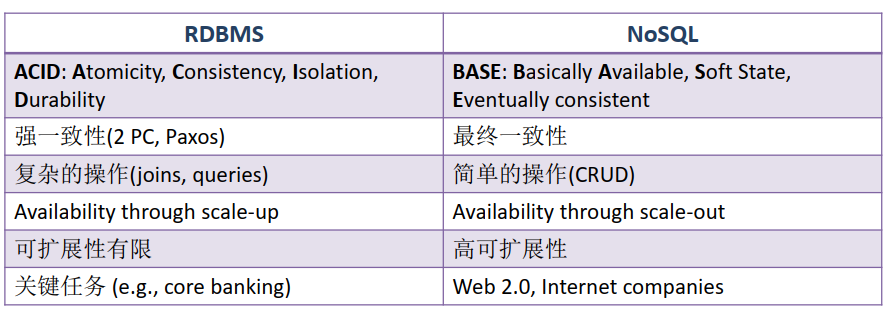 RDBMS
NoSQL
ACID: Atomicity, Consistency, Isolation,
Durability
BASE: Basically Available, Soft State,
Eventually consistent
强一致性(2 PC, Paxos)
最终一致性
复杂的操作(joins, queries)
简单的操作(CRUD)
Availability through scale-up
Availability through scale-out
可扩展性有限
高可扩展性
关键任务 (e.g., core banking)
Web 2.0, Internet companies